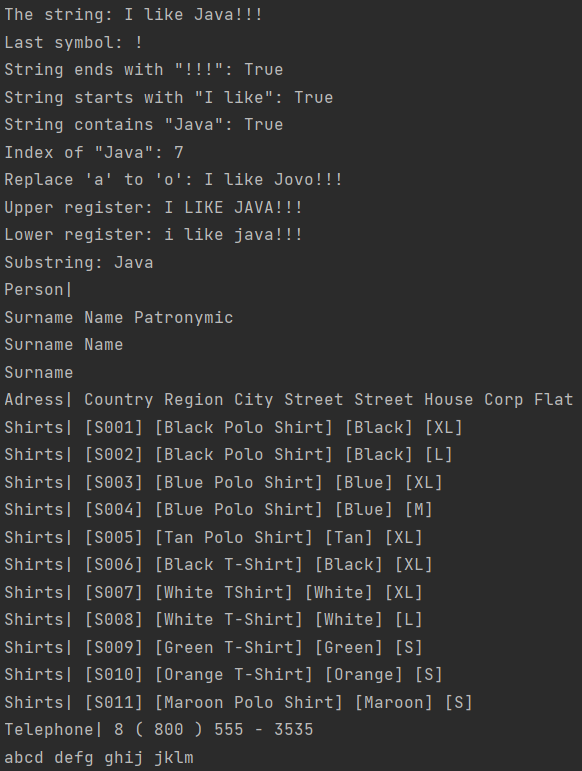 The string: I like Java!!!
Last symbol: !
String ends with "!!!": True
String starts with "I like": True
String contains "Java": True
Index of "Java": 7
Replace 'a' to 'o': I like Jovo!!!
Upper register: I LIKE JAVA!!!
Lower register: i like java!!!
Substring: Java
Person|
Surname Name Patronymic
Surname Name
Surname
Adress| Country Region City Street Street House Corp Flat
Shirts| [S001] [Black Polo Shirt] [Black] [XL]
Shirts| [S002] [Black Polo Shirt] [Black] [L]
Shirts| [S003] [Blue Polo Shirt] [Blue] [XL]
Shirts| [S004] [Blue Polo Shirt] [Blue] [M]
Shirts| [S005] [Tan Polo Shirt] [Tan] [XL]
Shirts| [S006] [Black T-Shirt] [Black] [XL]
Shirts| [S007] [White TShirt] [White] [XL]
Shirts| [S008] [White T-Shirt] [White] [L]
Shirts| [S009] [Green T-Shirt] [Green] [S]
Shirts| [S010] [Orange T-Shirt] [Orange] [S]
Shirts| [S011] [Maroon Polo Shirt] [Maroon] [S]
Telephone| 8 ( 800 ) 555 - 3535
abcd defg ghij jklm